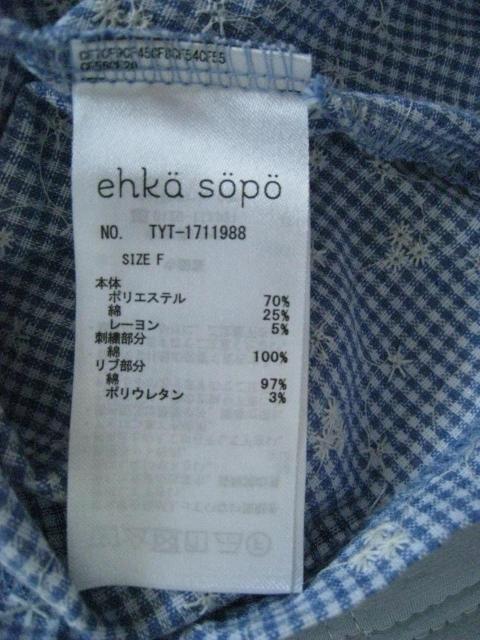 ehkä söpö
NO. TYT-1711988
SIZE F
本体
ポリエステル 70%
綿 25%
レーヨン 5%
刺繍部分
綿 100%
リブ部分
綿 97%
ポリウレタン 3%